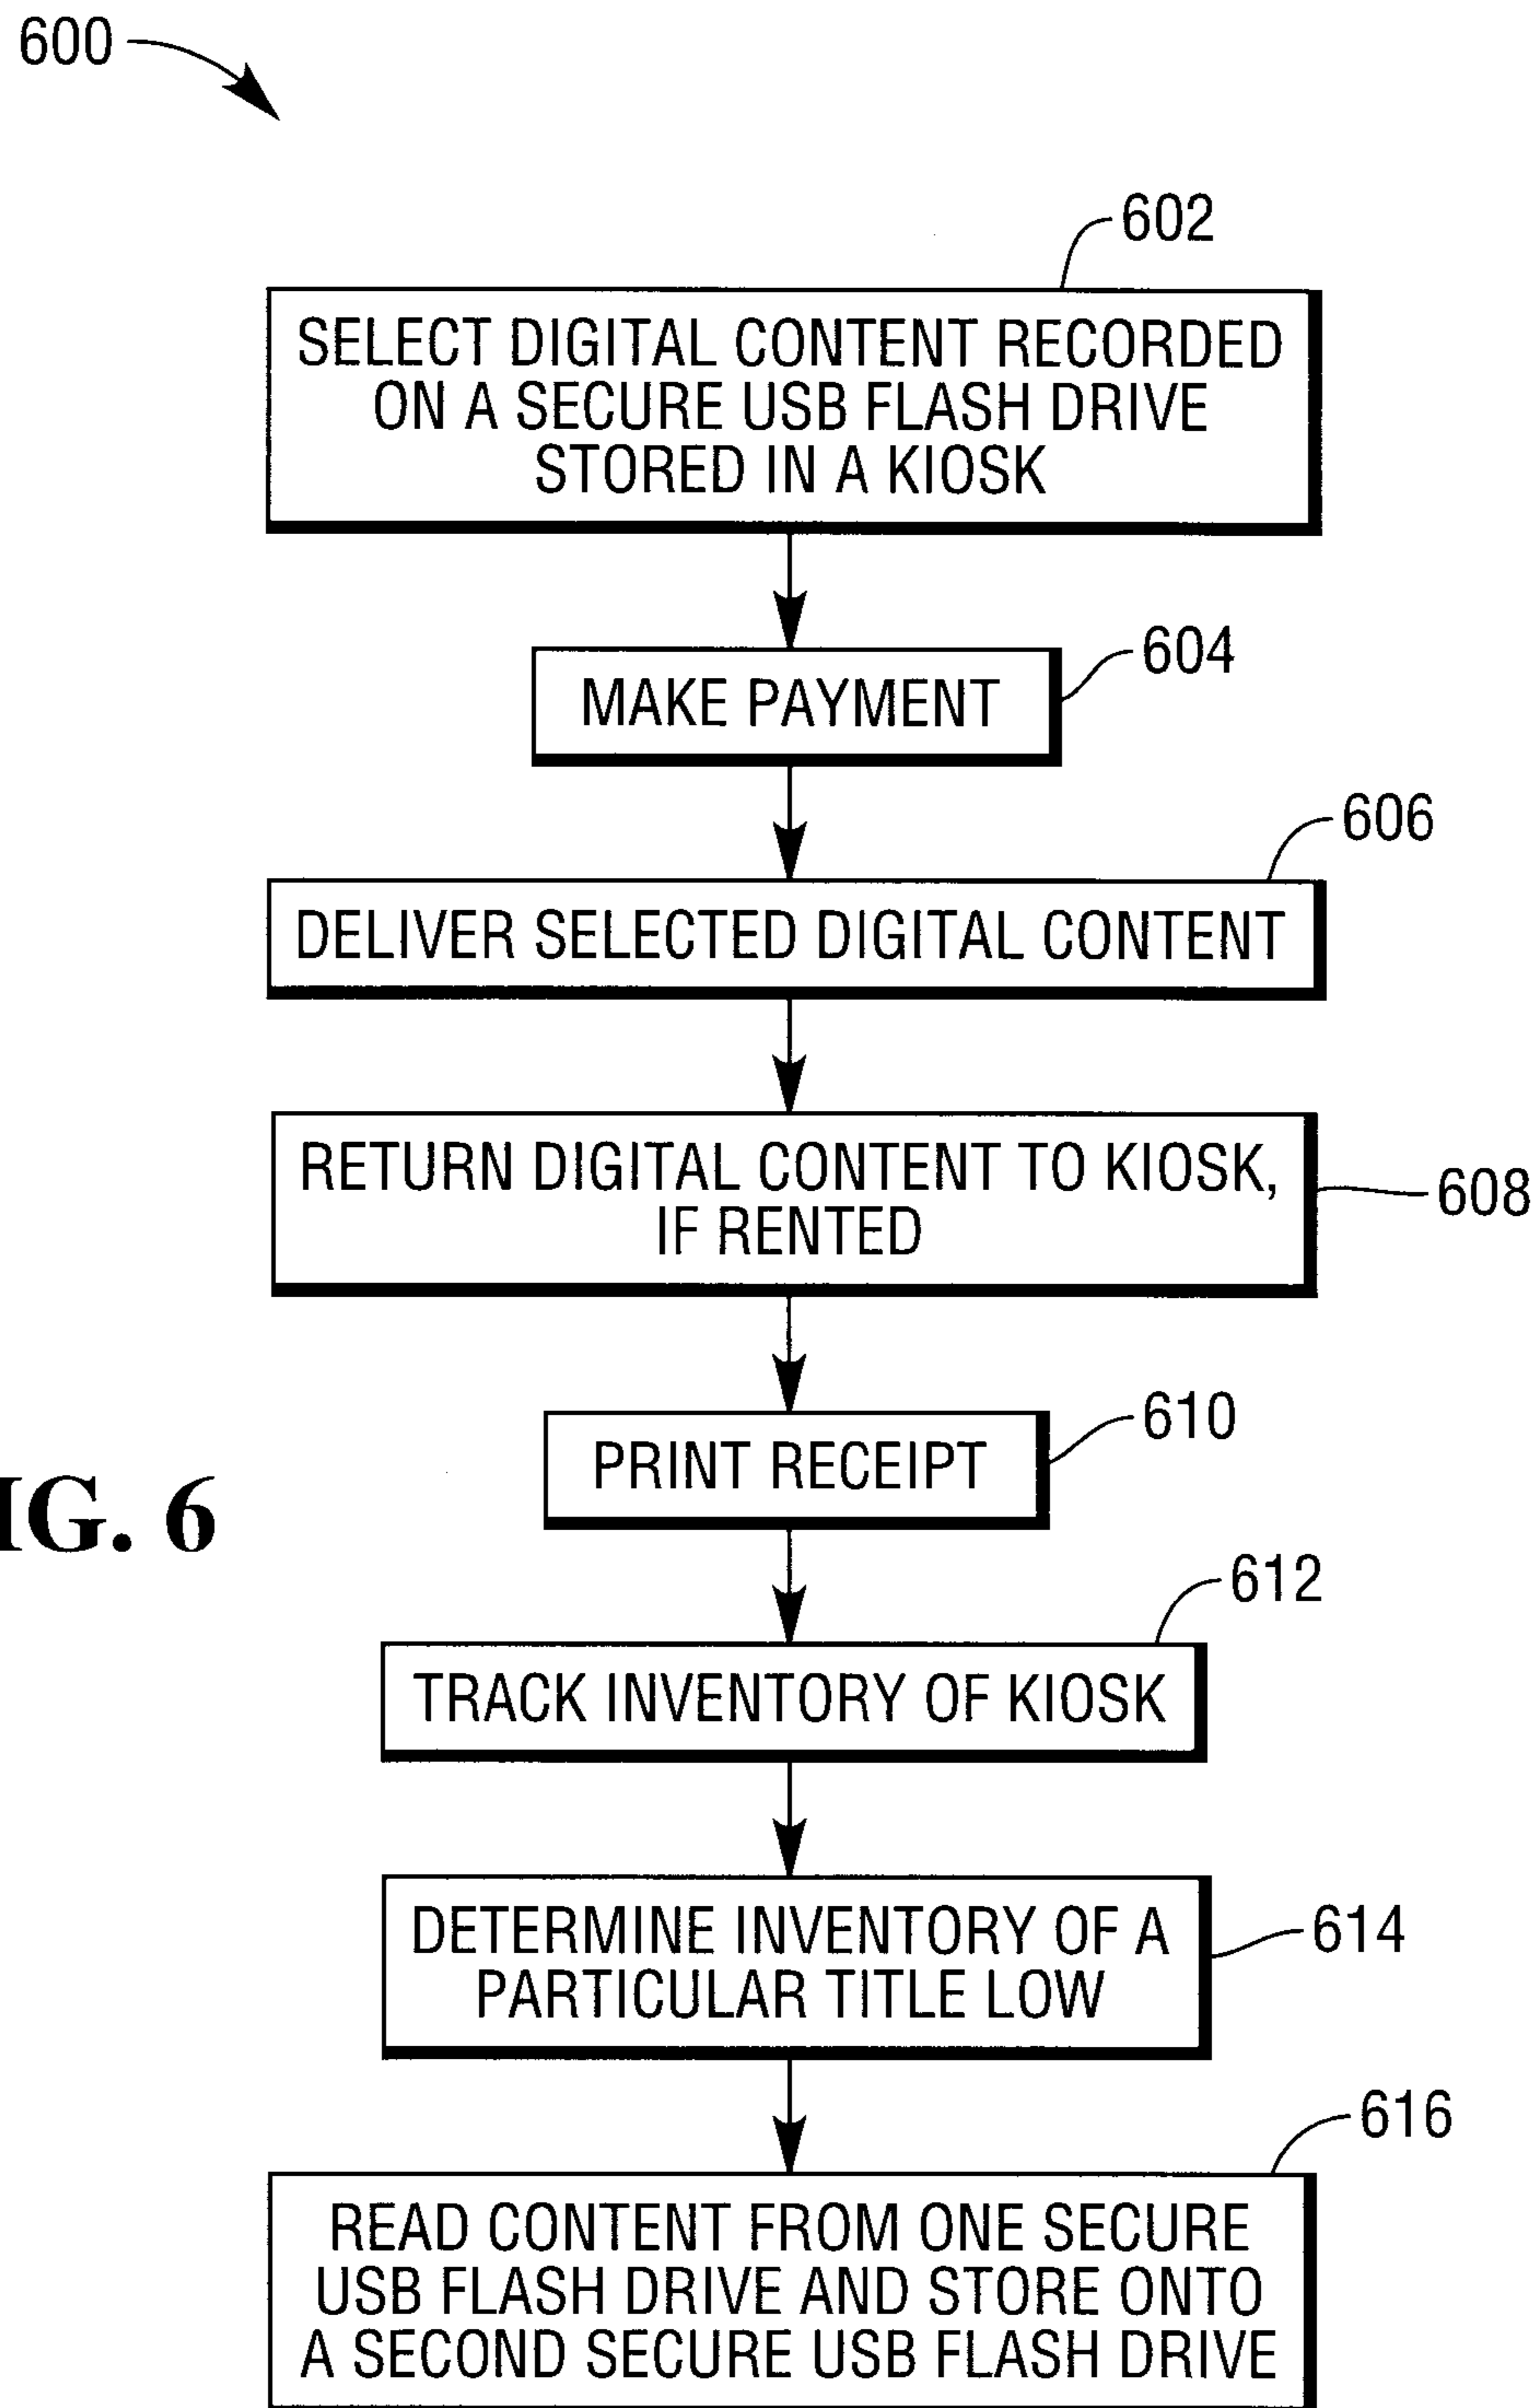 600
602
SELECT DIGITAL CONTENT RECORDED
ON A SECURE USB FLASH DRIVE
STORED IN A KIOSK
604
MAKE PAYMENT
606
DELIVER SELECTED DIGITAL CONTENT
RETURN DIGITAL CONTENT TO KIOSK,
IF RENTED
608
610
PRINT RECEIPT
IG. 6
612
TRACK INVENTORY OF KIOSK
DETERMINE INVENTORY OF A
PARTICULAR TITLE LOW
614
616
READ CONTENT FROM ONE SECURE
USB FLASH DRIVE AND STORE ONTO
A SECOND SECURE USB FLASH DRIVE